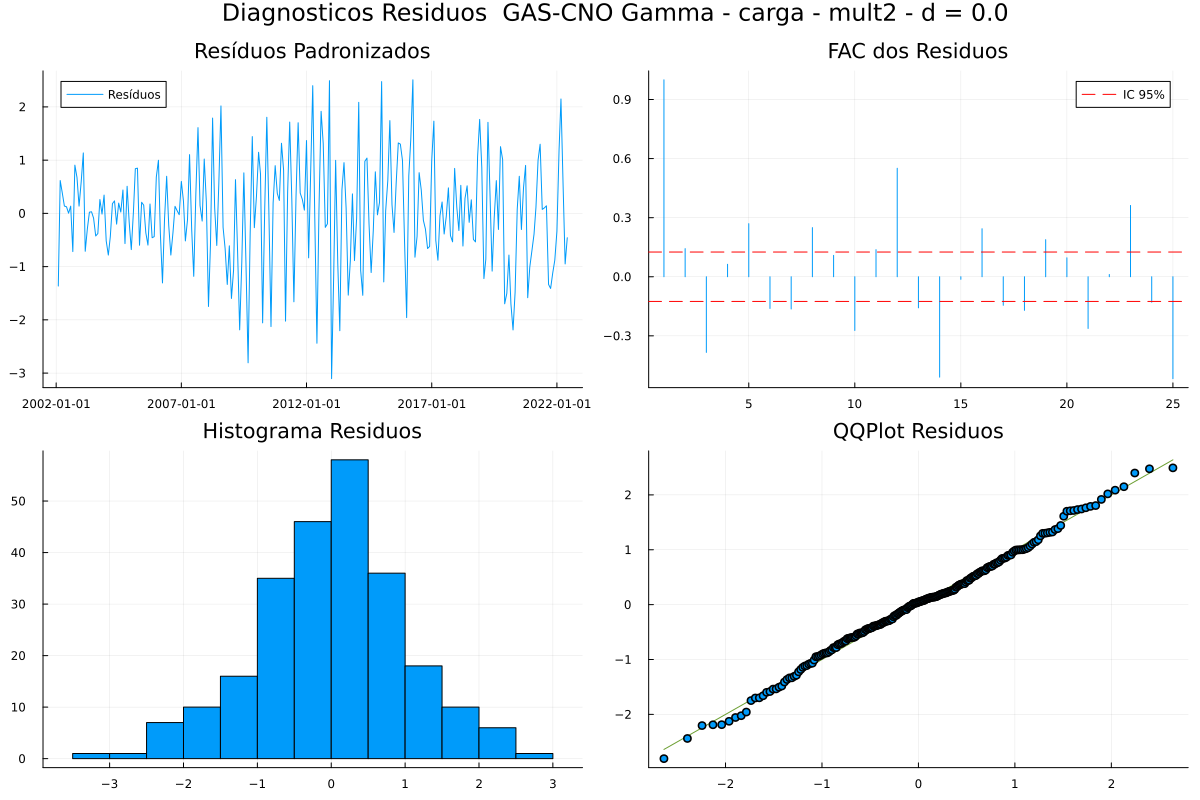 Diagnosticos Residuos  GAS-CNO Gamma - carga - mult2 - d = 0.0
Resíduos Padronizados
Resíduos
2
1
0
−1
−2
−3
2002-01-01 2007-01-01 2012-01-01 2017-01-01 2022-01-01
FAC dos Residuos
IC 95%
0.9
0.6
0.3
0.0
−0.3
5 10 15 20 25
Histograma Residuos
50
40
30
20
10
0
−3 −2 −1 0 1 2 3
QQPlot Residuos
2
1
0
−1
−2
−2 −1 0 1 2